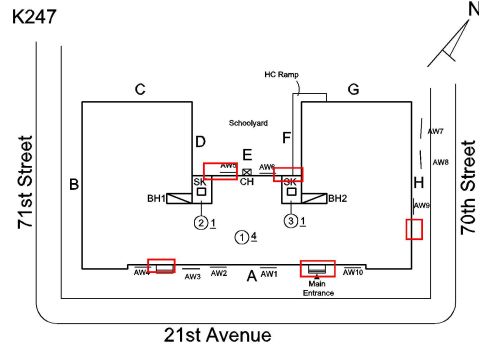 K247
N
C
G
HC Ramp
Schoolyard
D
E
F
AW5
AW6
AW7
AW8
71st Street
B
SK
CH
SK
H
70th Street
BH1
BH2
AW9
2 1
3 1
1 4
AW4
AW3
AW2
A
AW1
AW10
Main
Entrance
21st Avenue